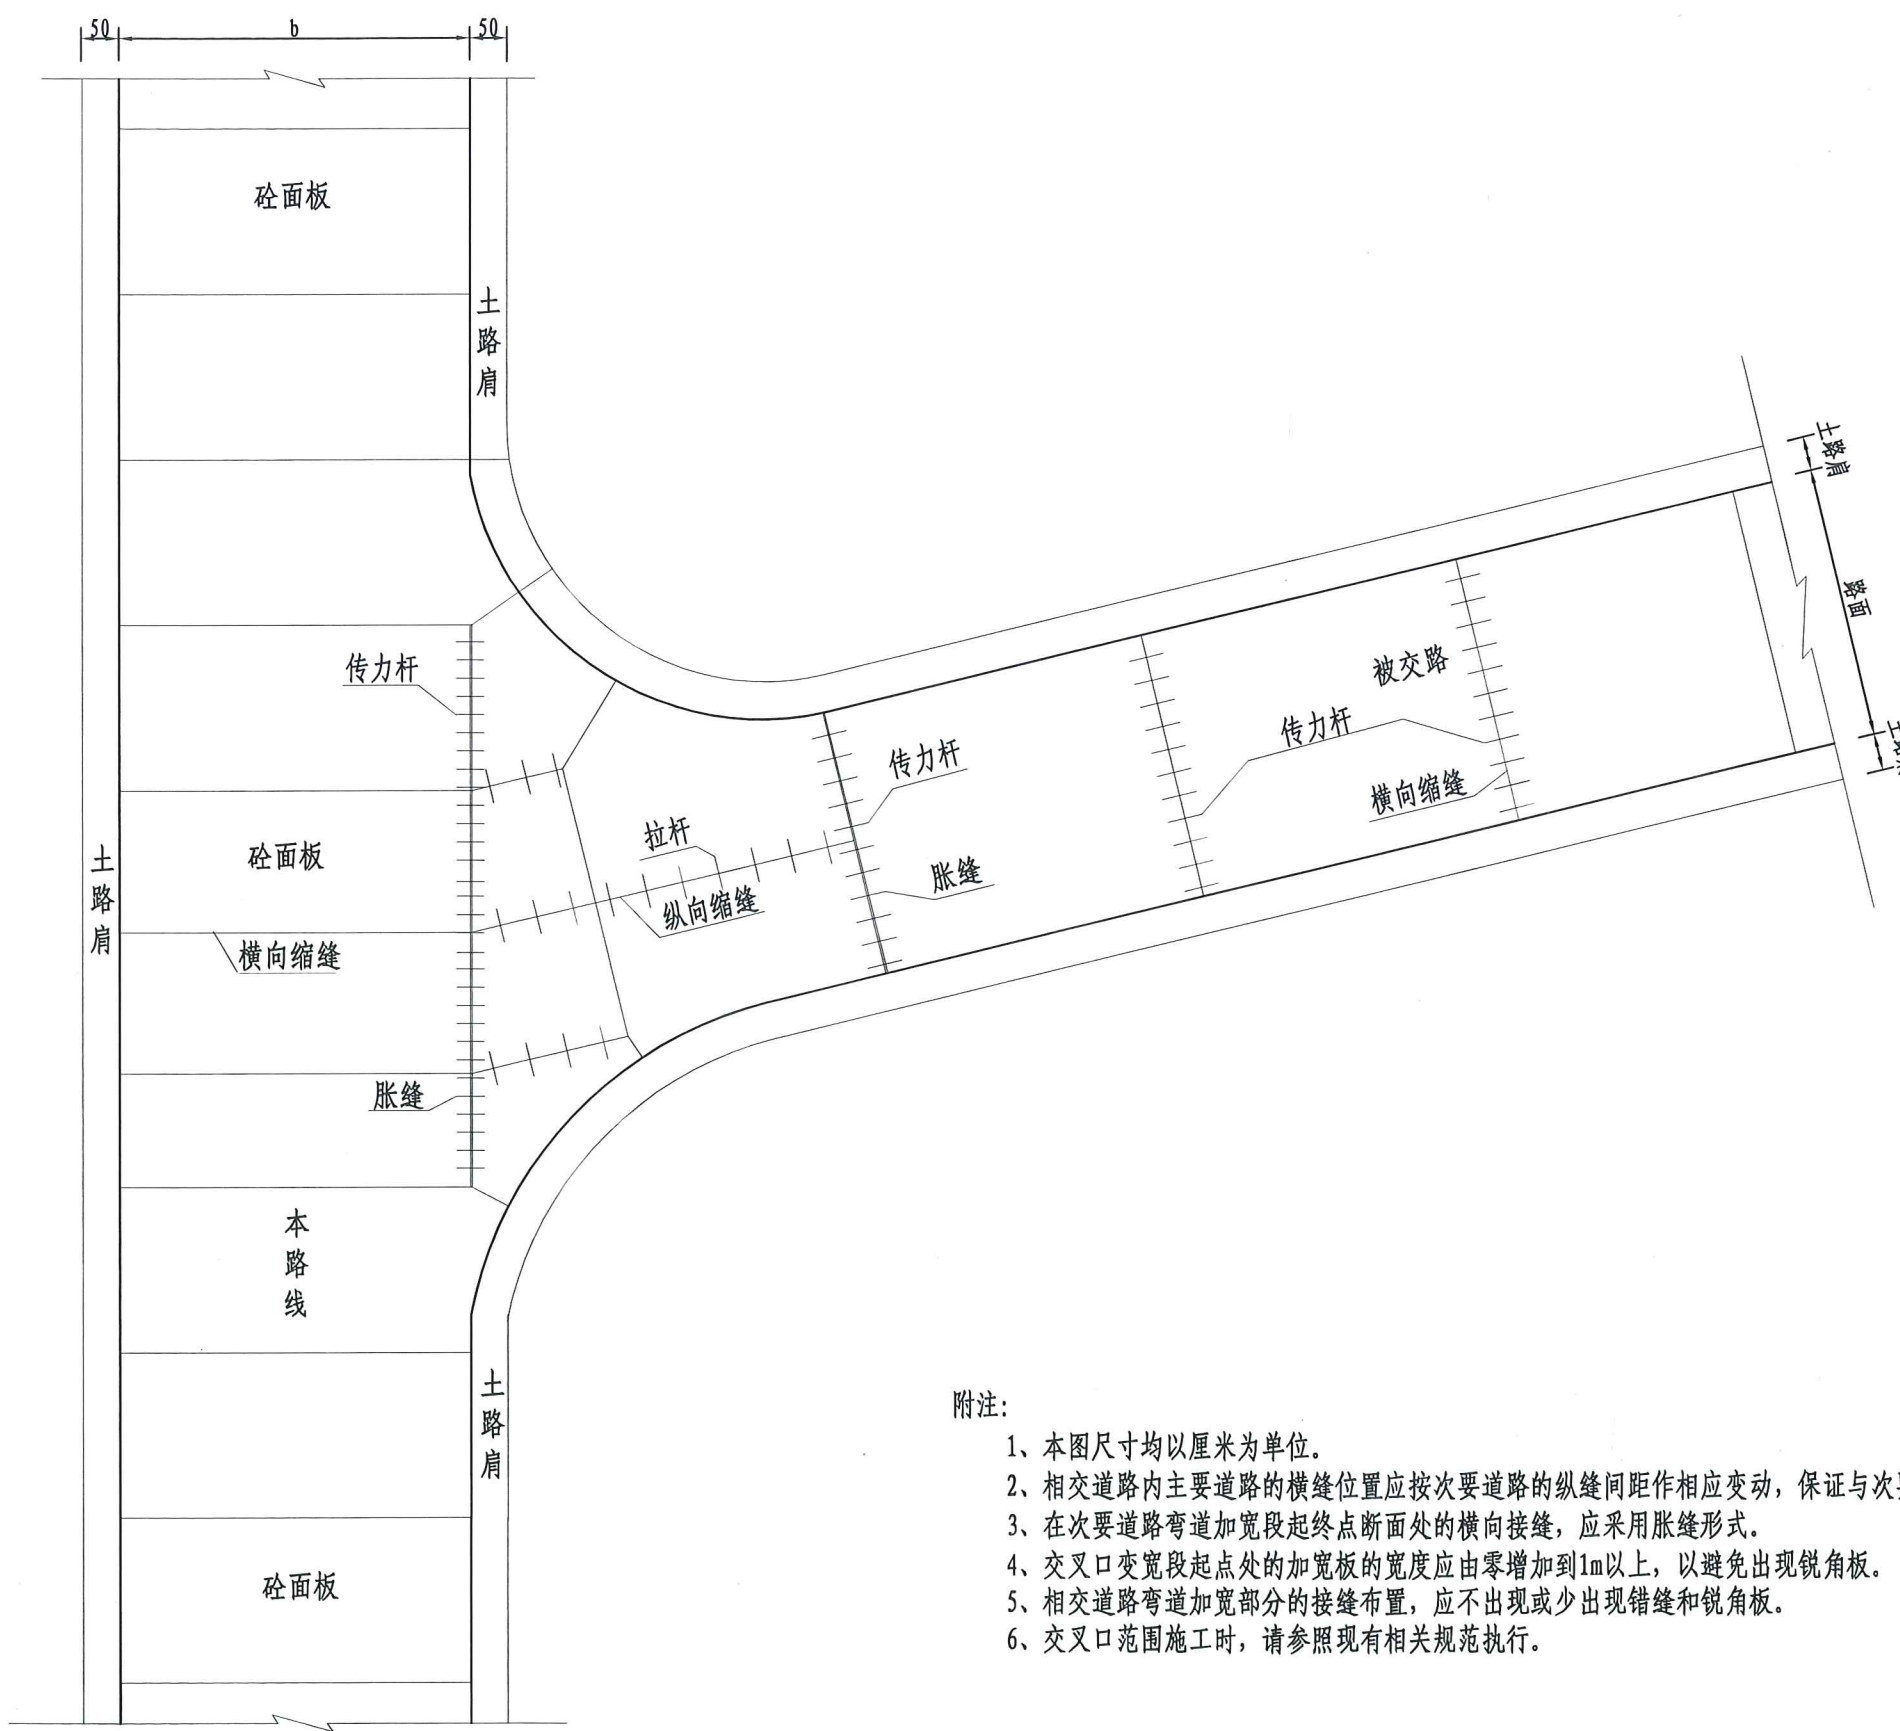 50 b 50
砼面板
土路肩
土路肩
路面
传力杆
被交路
传力杆
传力杆
横向缩缝
拉杆
砼面板
土路肩
胀缝
纵向缩缝
横向缩缝
胀缝
本路线
土路肩
砼面板
附注：
1、本图尺寸均以厘米为单位。
2、相交道路内主要道路的横缝位置应按次要道路的纵缝间距作相应变动，保证与次
3、在次要道路弯道加宽段起终点断面处的横向接缝，应采用胀缝形式。
4、交叉口变宽段起点处的加宽板的宽度应由零增加到1m以上，以避免出现锐角板。
5、相交道路弯道加宽部分的接缝布置，应不出现或少出现错缝和锐角板。
6、交叉口范围施工时，请参照现有相关规范执行。